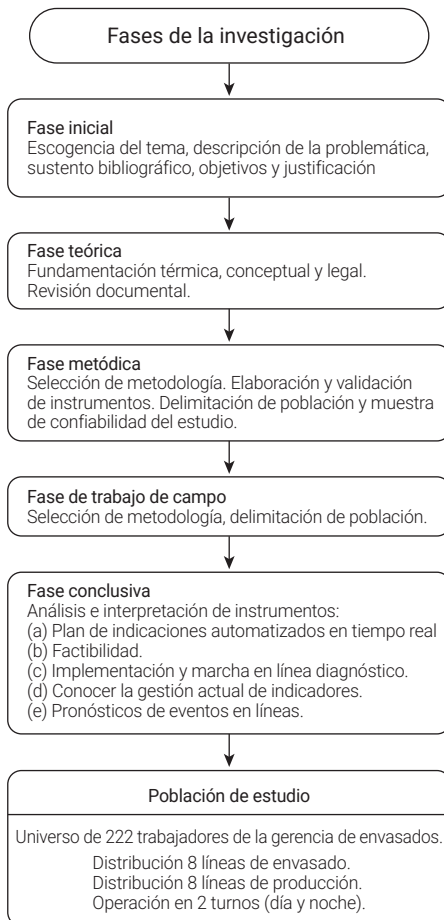 Fases de la investigación
Fase inicial
Escogencia del tema, descripción de la problemática,
sustento bibliográfico, objetivos y justificación
Fase teórica
Fundamentación térmica, conceptual y legal.
Revisión documental.
Fase metódica
Selección de metodología. Elaboración y validación
de instrumentos. Delimitación de población y muestra
de confiabilidad del estudio.
Fase de trabajo de campo
Selección de metodología, delimitación de población.
Fase conclusiva
Análisis e interpretación de instrumentos:
(a) Plan de indicaciones automatizados en tiempo real
(b) Factibilidad.
(c) Implementación y marcha en línea diagnóstico.
(d) Conocer la gestión actual de indicadores.
(e) Pronósticos de eventos en líneas.
Población de estudio
Universo de 222 trabajadores de la gerencia de envasados.
Distribución 8 líneas de envasado.
Distribución 8 líneas de producción.
Operación en 2 turnos (día y noche).